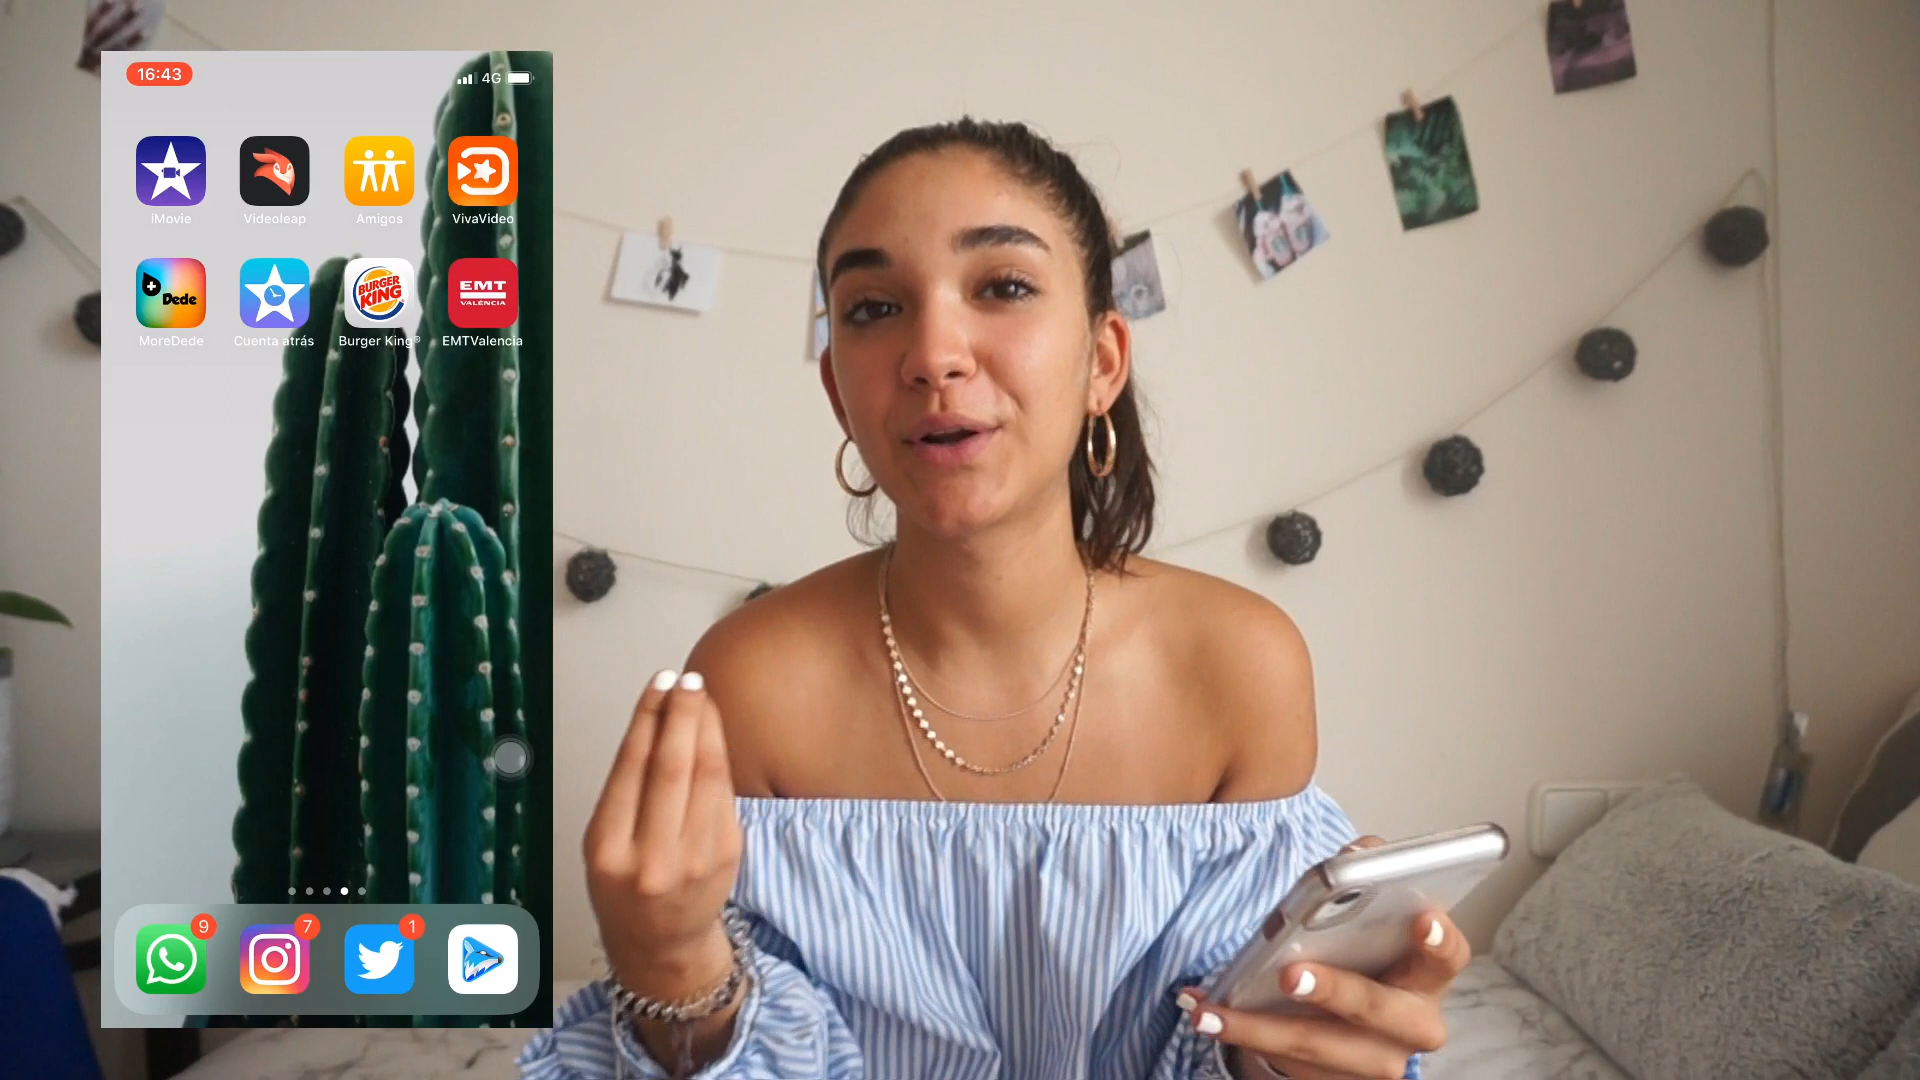 16:43
4G
iMovie
Videoleap
Amigos
VivaVideo
Dede
BURGER KING
EMT
VALÈNCIA
MoreDede
Cuenta atrás
Burger King®
EMTValencia
9
7
1